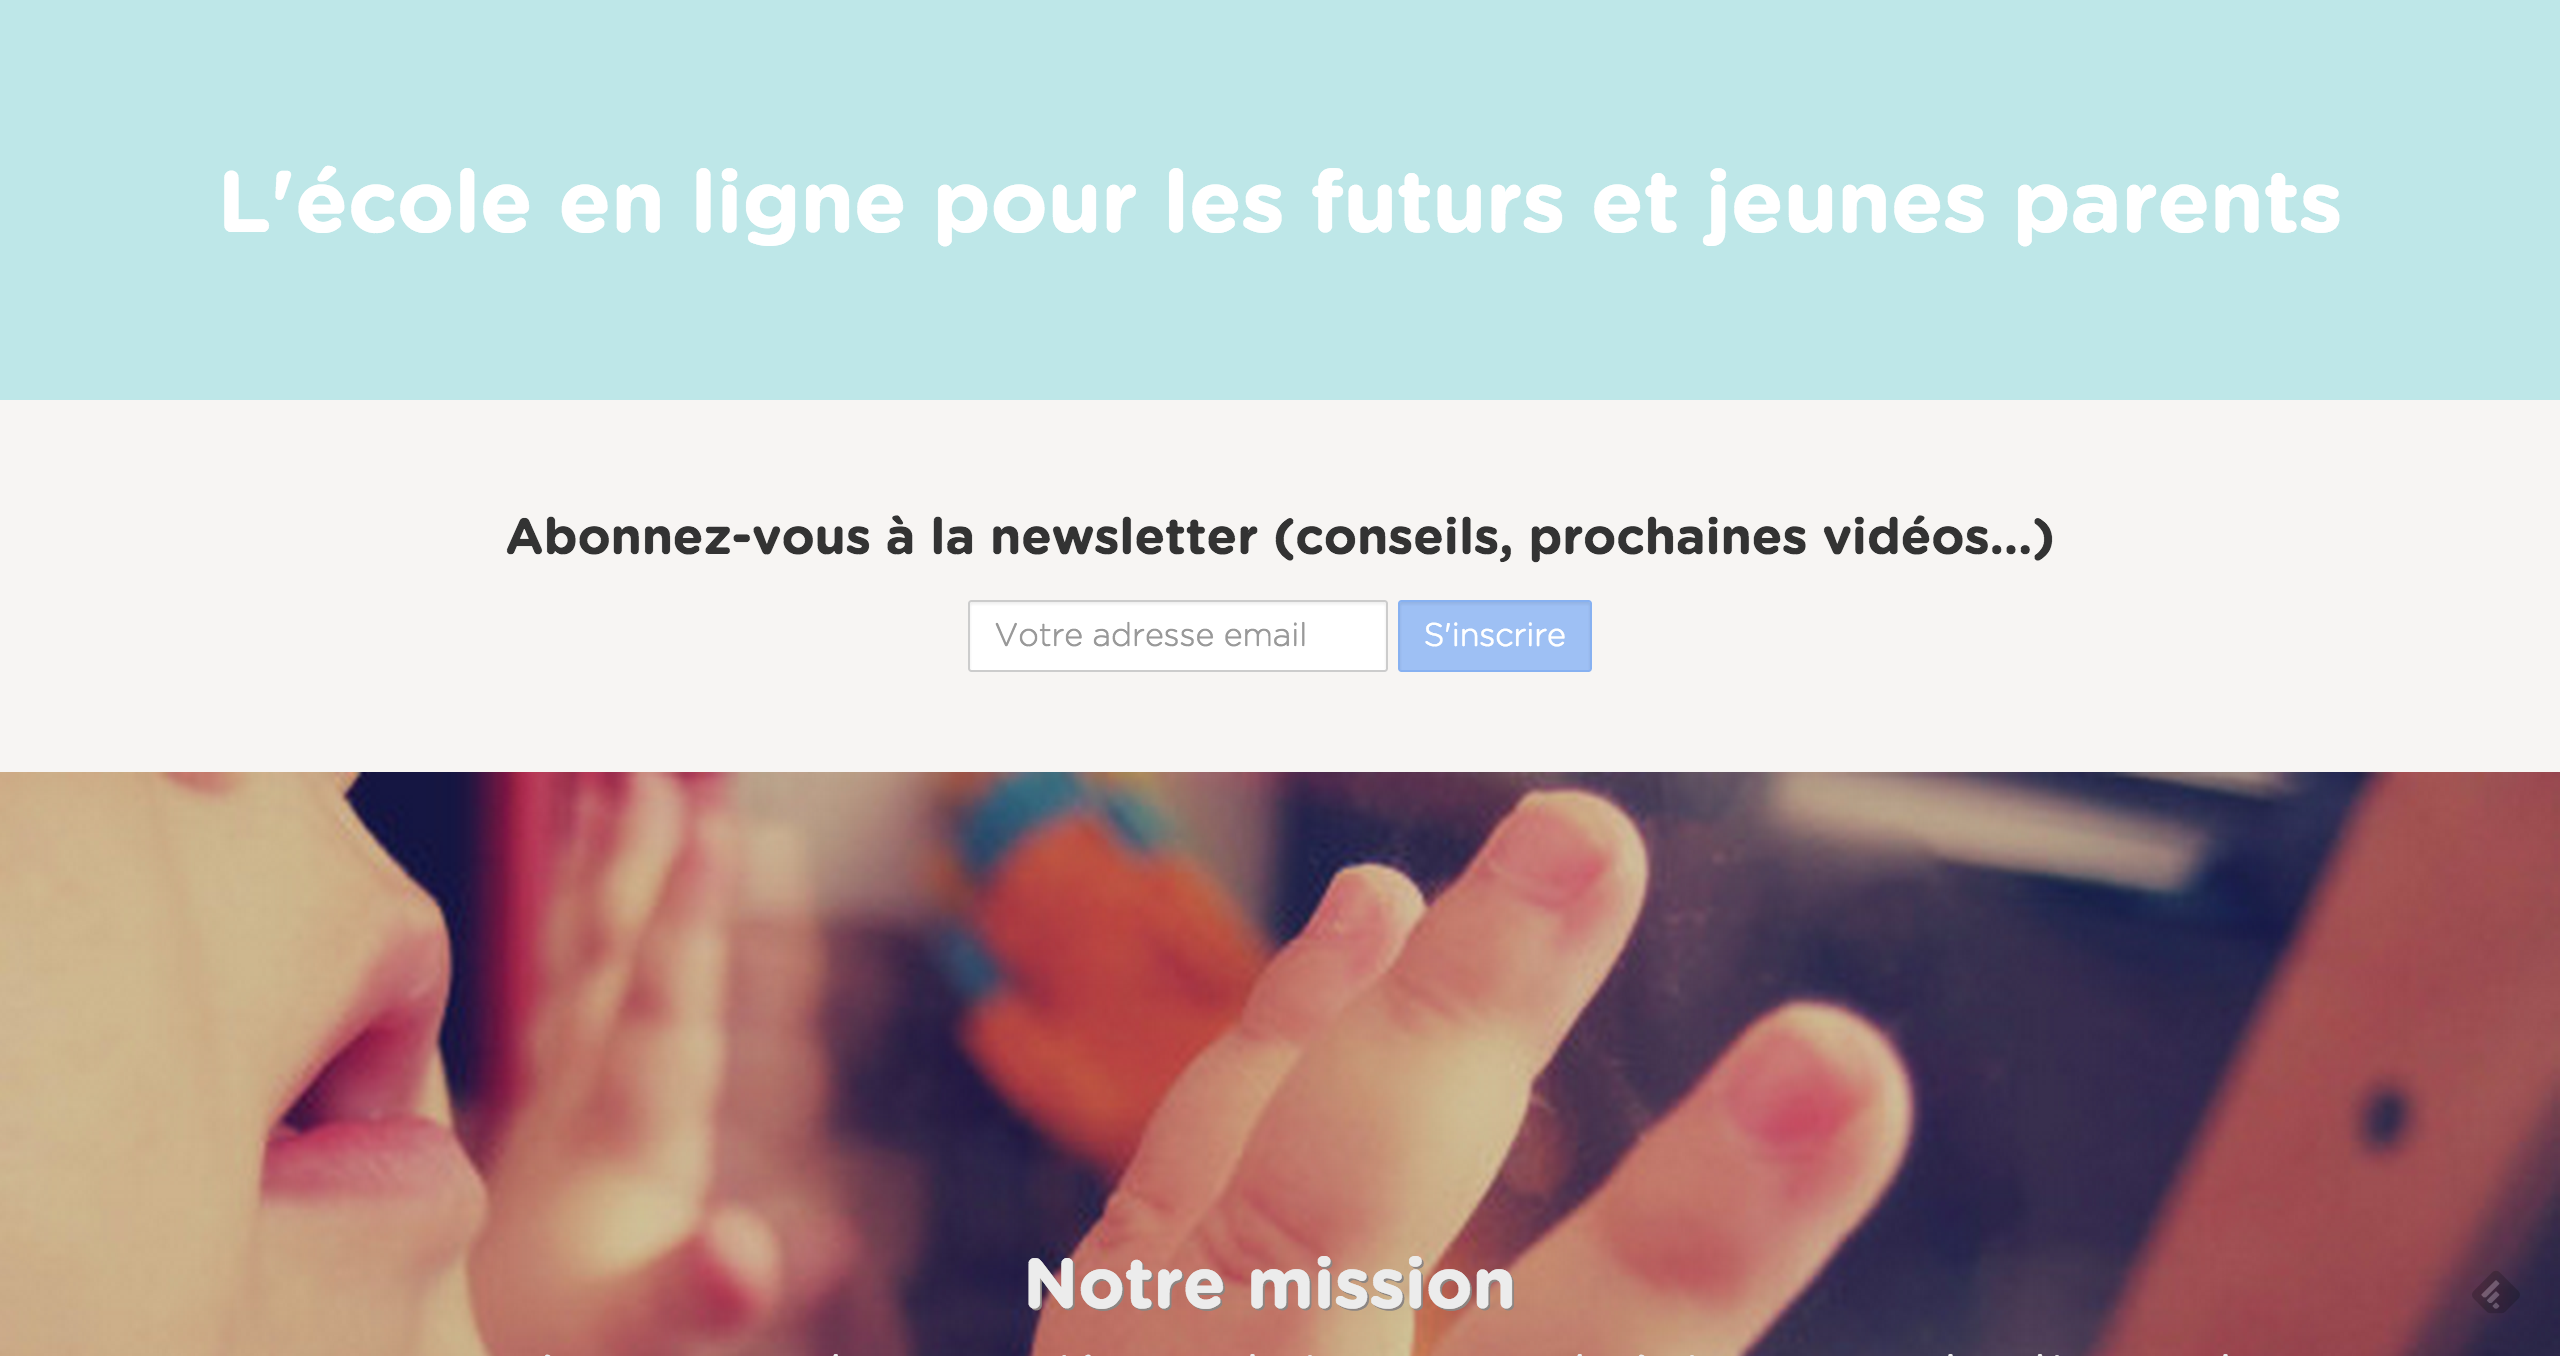 L'école en ligne pour les futurs et jeunes parents
Abonnez-vous à la newsletter (conseils, prochaines vidéos...)
Votre adresse email
S'inscrire
Notre mission